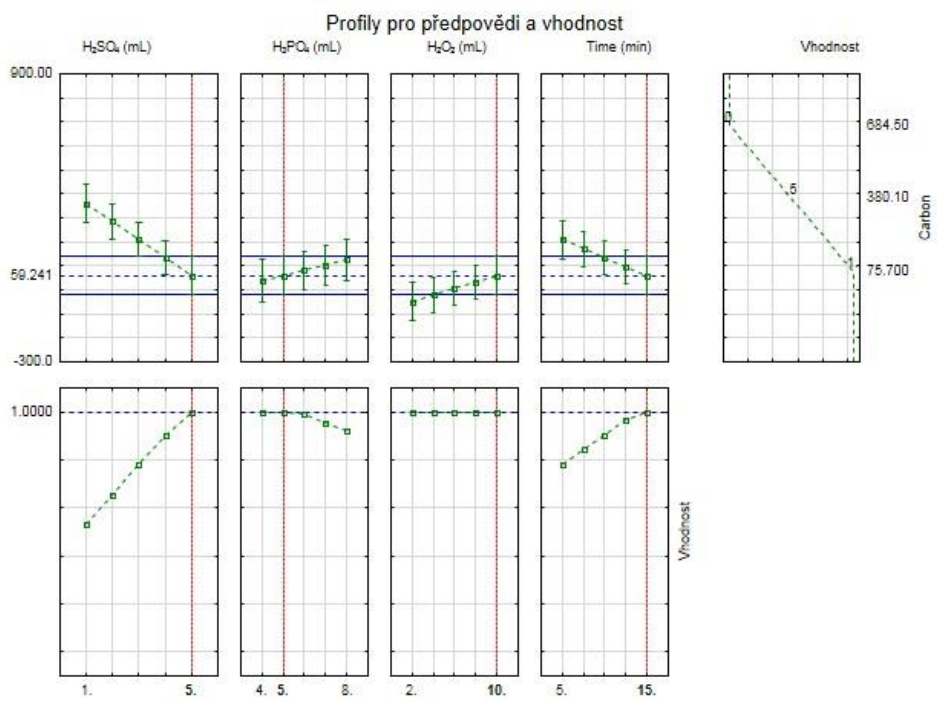 Profily pro předpovědi a vhodnost
H₂SO₄ (mL) H₃PO₄ (mL) H₂O₂ (mL) Time (min) Vhodnost
900.00
684.50
380.10
59.241
75.700
-300.0
Carbon
0
.5
1
1.0000
Vhodnost
1. 5. 4. 5. 8. 2. 10. 5. 15.